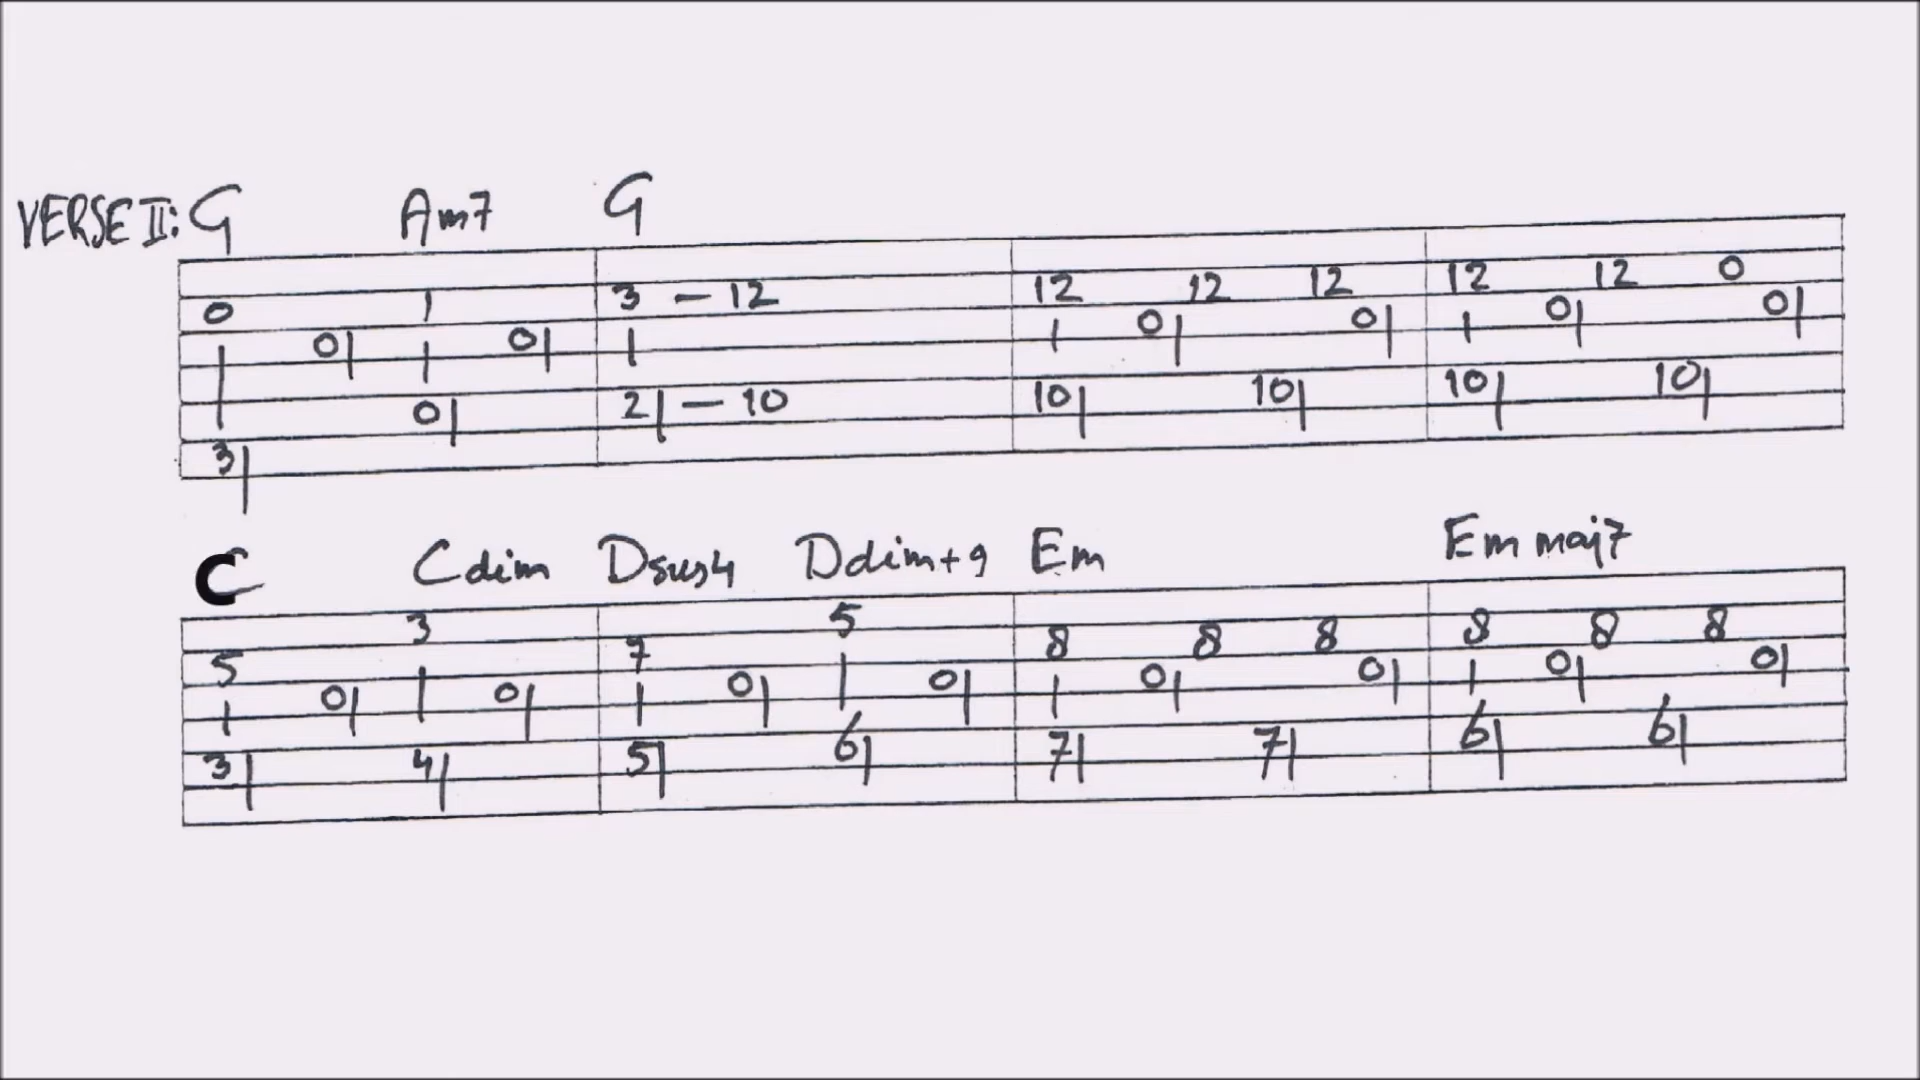 VERSE II: G Am7 G
3 - 12 12 12 12 12 12 0
0 1 0 0 0 0
0 0
0 2 - 10 10 10 10 10
3
C Cdim Dsus4 Ddim+9 Em Em maj7
3 5
5 7 8 8 8 8 8 8
0 0 0 0 0 0 0 0
3 4 5 6 7 7 6 6